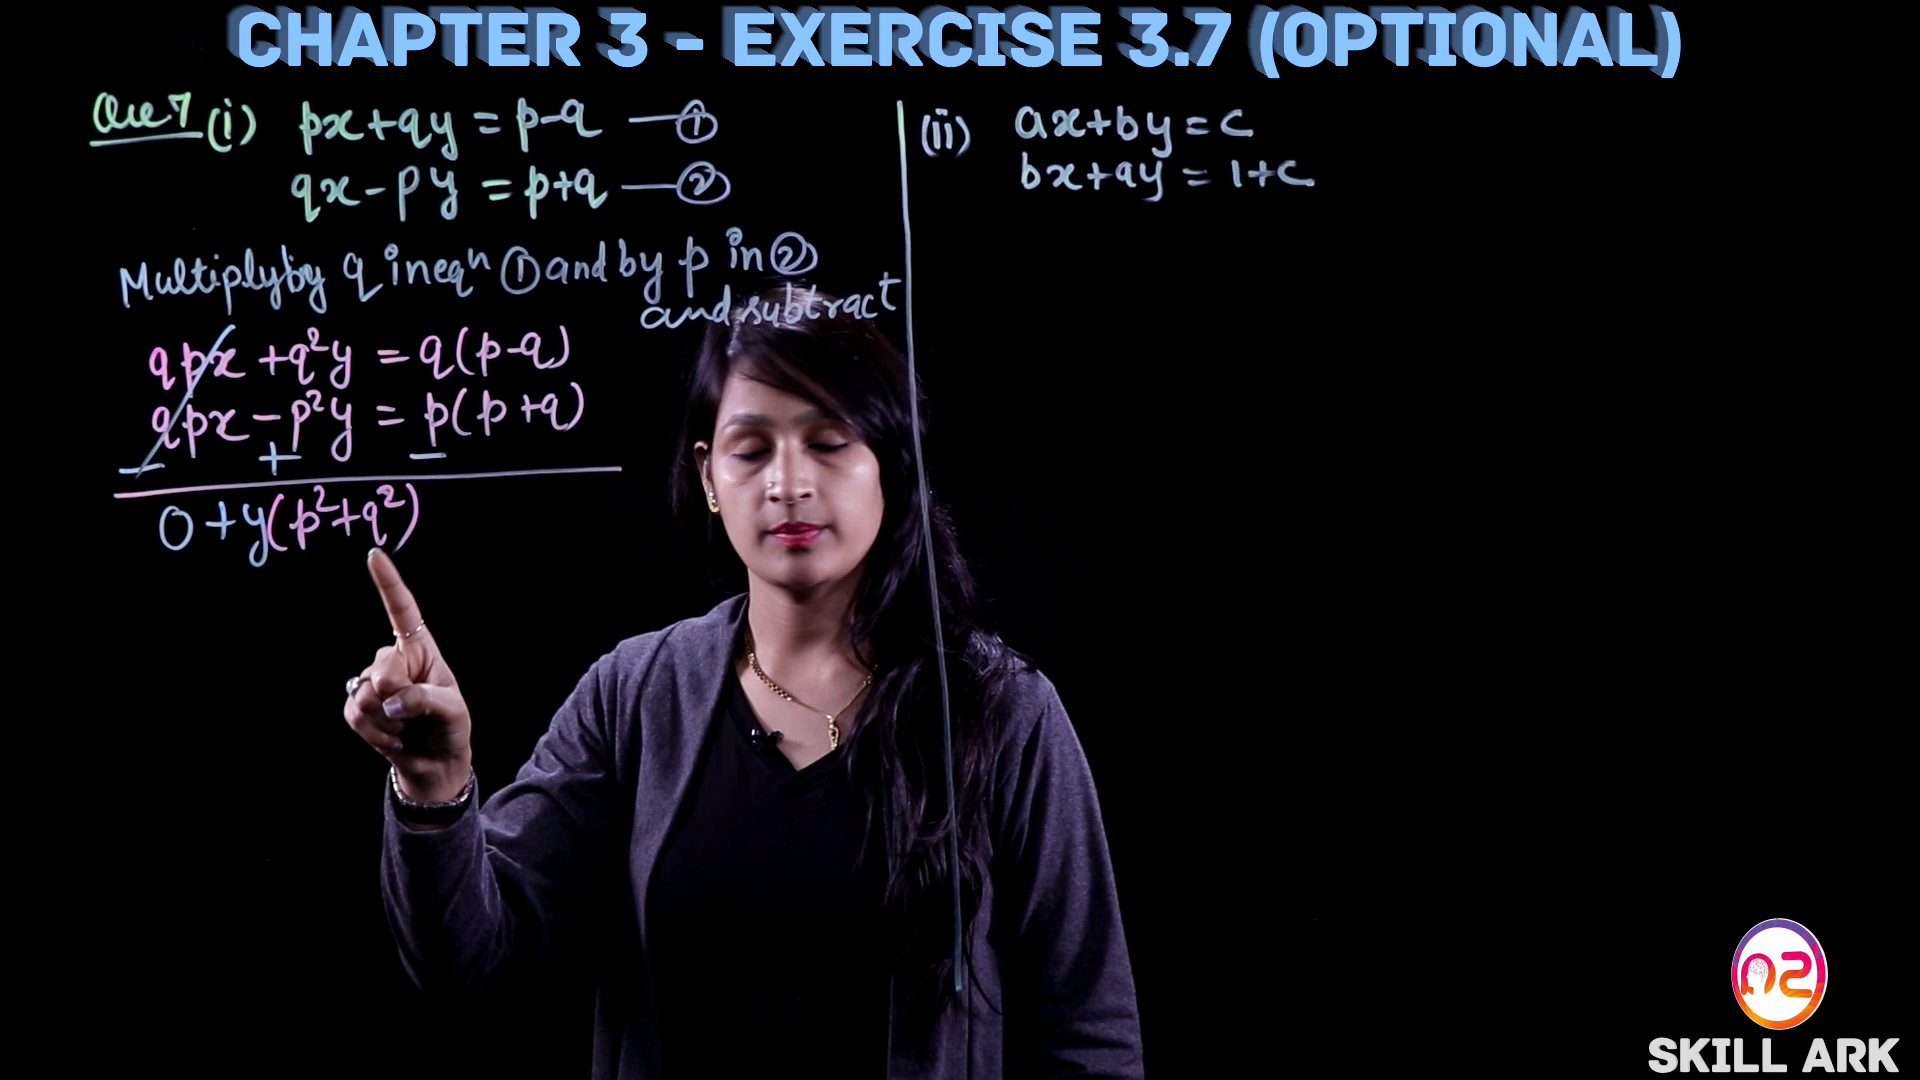 CHAPTER 3 - EXERCISE 3.7 (OPTIONAL)
Que 7 (i) px+qy = p-q —①
qx-py = p+q —②
Multiply by q in eqⁿ ① and by p in ②
and subtract
qpx +q²y = q(p-q)
qpx -p²y = p(p+q)
- + -
0+y(p²+q²)
(ii) ax+by=c
bx+ay = 1+c
SKILL ARK